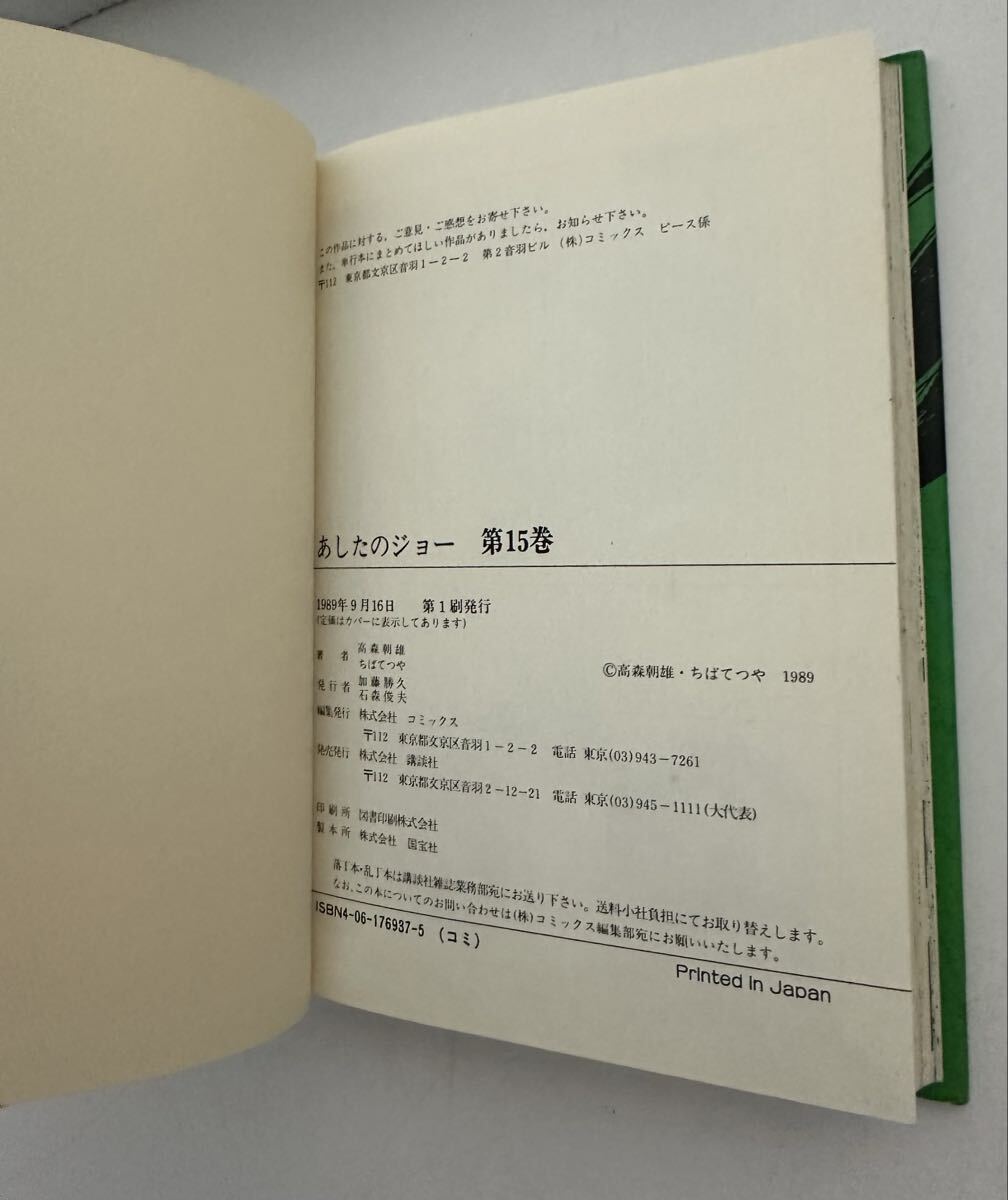 この作品に対する，ご意見・ご感想をお寄せ下さい。
また，単行本にまとめてほしい作品がありましたら，お知らせ下さい。
〒112 東京都文京区音羽1−2−2 第2音羽ビル (株)コミックス ピース係
あしたのジョー 第15巻
1989年9月16日 第1刷発行
(定価はカバーに表示してあります)
著者 高森朝雄
ちばてつや
©高森朝雄・ちばてつや 1989
発行者 加藤勝久
石森俊夫
編集発行 株式会社 コミックス
〒112 東京都文京区音羽1−2−2 電話 東京(03)943−7261
発売発行 株式会社 講談社
〒112 東京都文京区音羽2−12−21 電話 東京(03)945−1111(大代表)
印刷所 図書印刷株式会社
製本所 株式会社 国宝社
落丁本・乱丁本は講談社雑誌業務部宛にお送り下さい。送料小社負担にてお取り替えします。
なお，この本についてのお問い合わせは(株)コミックス編集部宛にお願いいたします。
ISBN4-06-176937-5 (コミ)
Printed in Japan